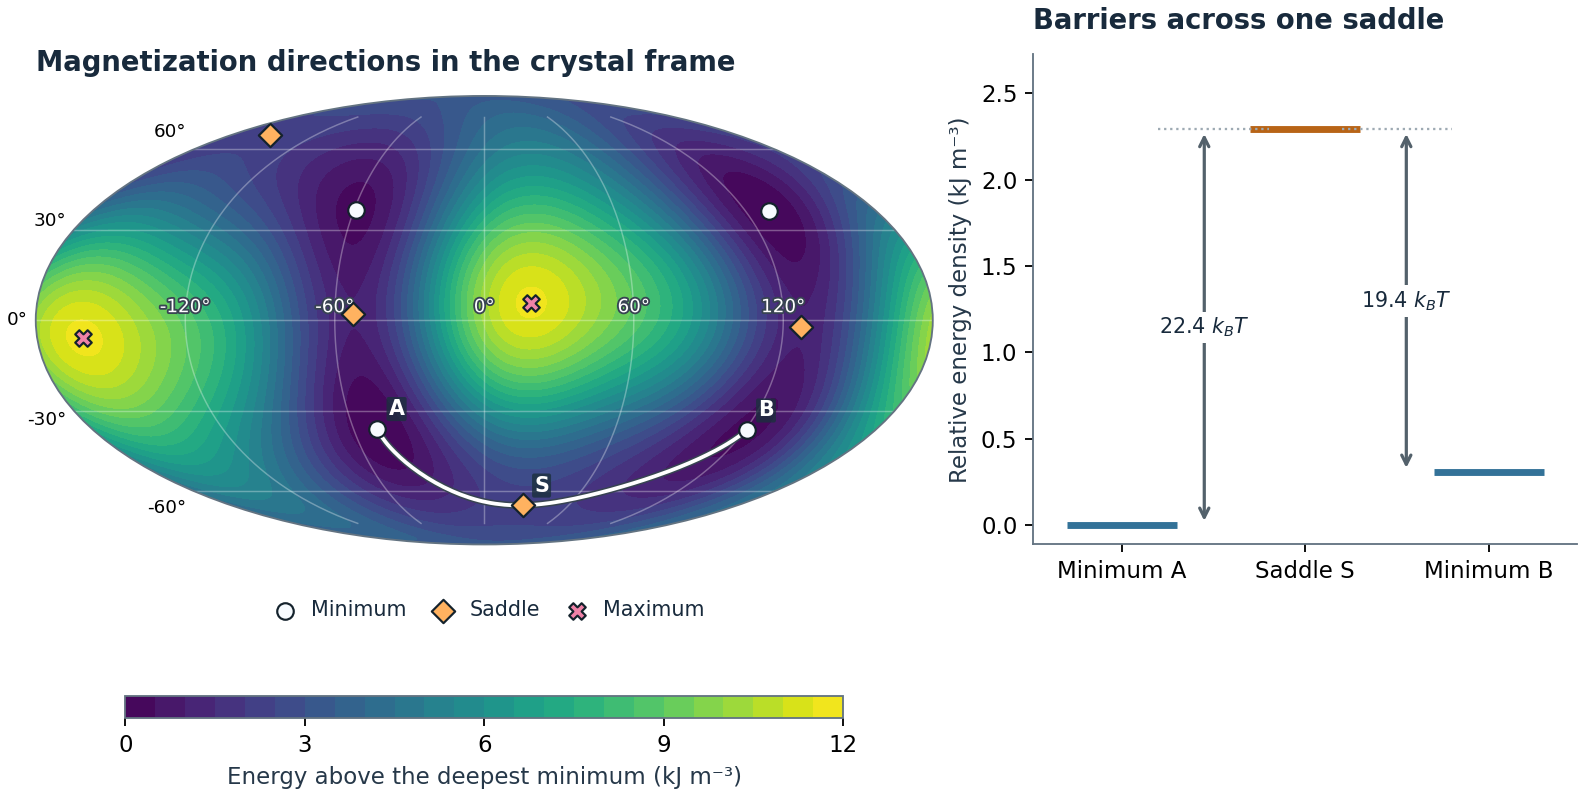 Magnetization directions in the crystal frame
60°
30°
0°
-30°
-60°
-120°
-60°
0°
60°
120°
A
B
S
Minimum
Saddle
Maximum
0
3
6
9
12
Energy above the deepest minimum (kJ m⁻³)
Barriers across one saddle
Relative energy density (kJ m⁻³)
2.5
2.0
1.5
1.0
0.5
0.0
22.4 k_BT
19.4 k_BT
Minimum A
Saddle S
Minimum B